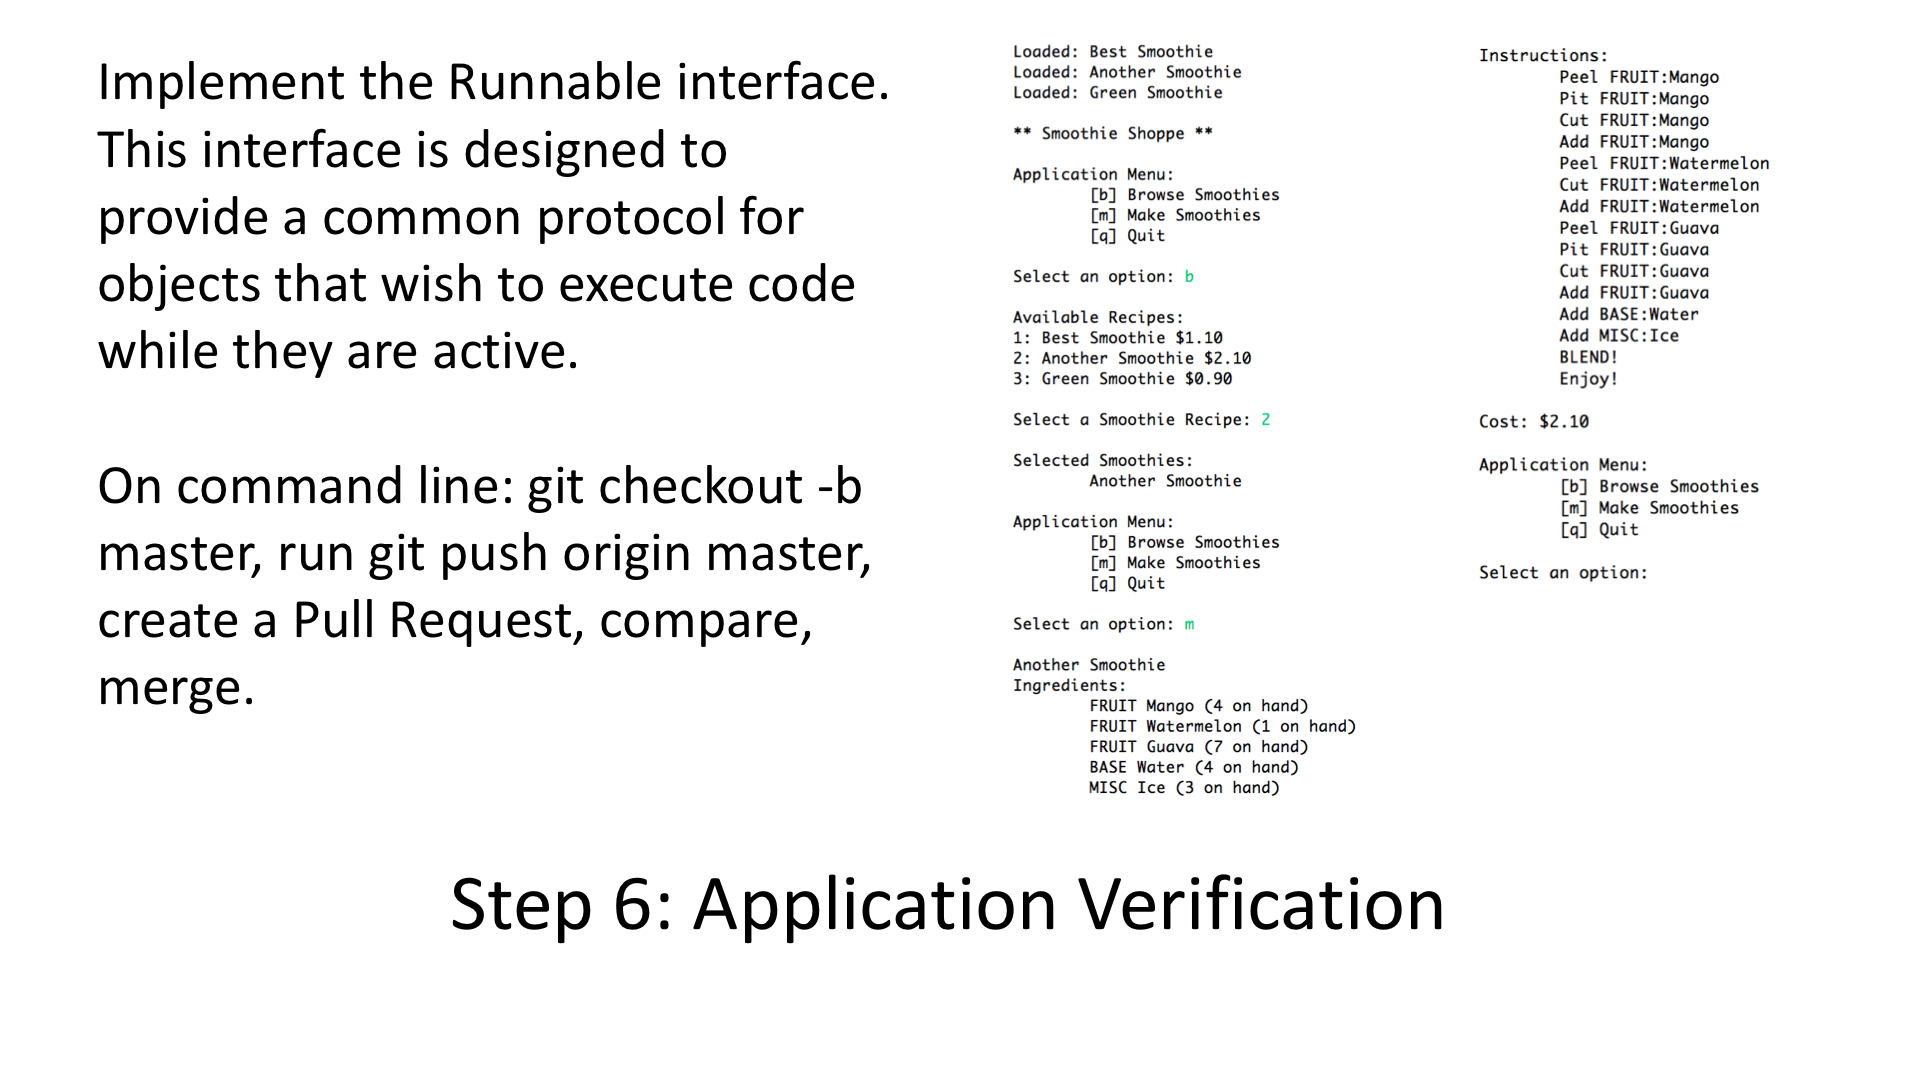 Implement the Runnable interface.
This interface is designed to
provide a common protocol for
objects that wish to execute code
while they are active.
On command line: git checkout -b
master, run git push origin master,
create a Pull Request, compare,
merge.
Loaded: Best Smoothie
Loaded: Another Smoothie
Loaded: Green Smoothie
** Smoothie Shoppe **
Application Menu:
[b] Browse Smoothies
[m] Make Smoothies
[q] Quit
Select an option: b
Available Recipes:
1: Best Smoothie $1.10
2: Another Smoothie $2.10
3: Green Smoothie $0.90
Select a Smoothie Recipe: 2
Selected Smoothies:
Another Smoothie
Application Menu:
[b] Browse Smoothies
[m] Make Smoothies
[q] Quit
Select an option: m
Another Smoothie
Ingredients:
FRUIT Mango (4 on hand)
FRUIT Watermelon (1 on hand)
FRUIT Guava (7 on hand)
BASE Water (4 on hand)
MISC Ice (3 on hand)
Instructions:
Peel FRUIT:Mango
Pit FRUIT:Mango
Cut FRUIT:Mango
Add FRUIT:Mango
Peel FRUIT:Watermelon
Cut FRUIT:Watermelon
Add FRUIT:Watermelon
Peel FRUIT:Guava
Pit FRUIT:Guava
Cut FRUIT:Guava
Add FRUIT:Guava
Add BASE:Water
Add MISC:Ice
BLEND!
Enjoy!
Cost: $2.10
Application Menu:
[b] Browse Smoothies
[m] Make Smoothies
[q] Quit
Select an option:
Step 6: Application Verification